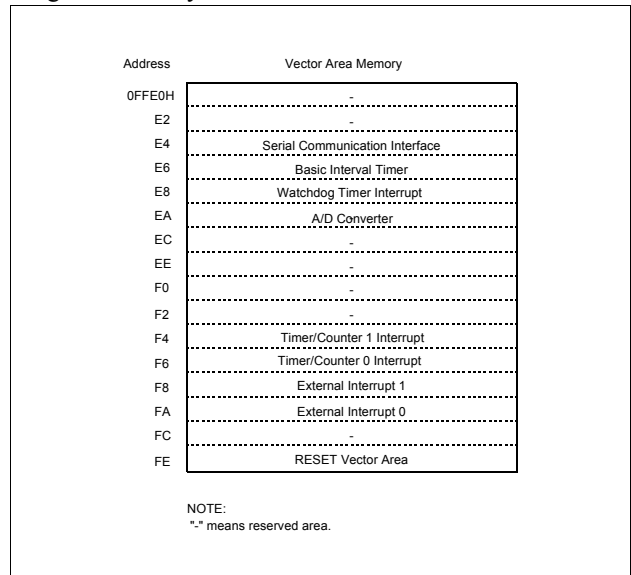 Address Vector Area Memory
0FFE0H -
E2 -
E4 Serial Communication Interface
E6 Basic Interval Timer
E8 Watchdog Timer Interrupt
EA A/D Converter
EC -
EE -
F0 -
F2 -
F4 Timer/Counter 1 Interrupt
F6 Timer/Counter 0 Interrupt
F8 External Interrupt 1
FA External Interrupt 0
FC -
FE RESET Vector Area
NOTE:
"-" means reserved area.